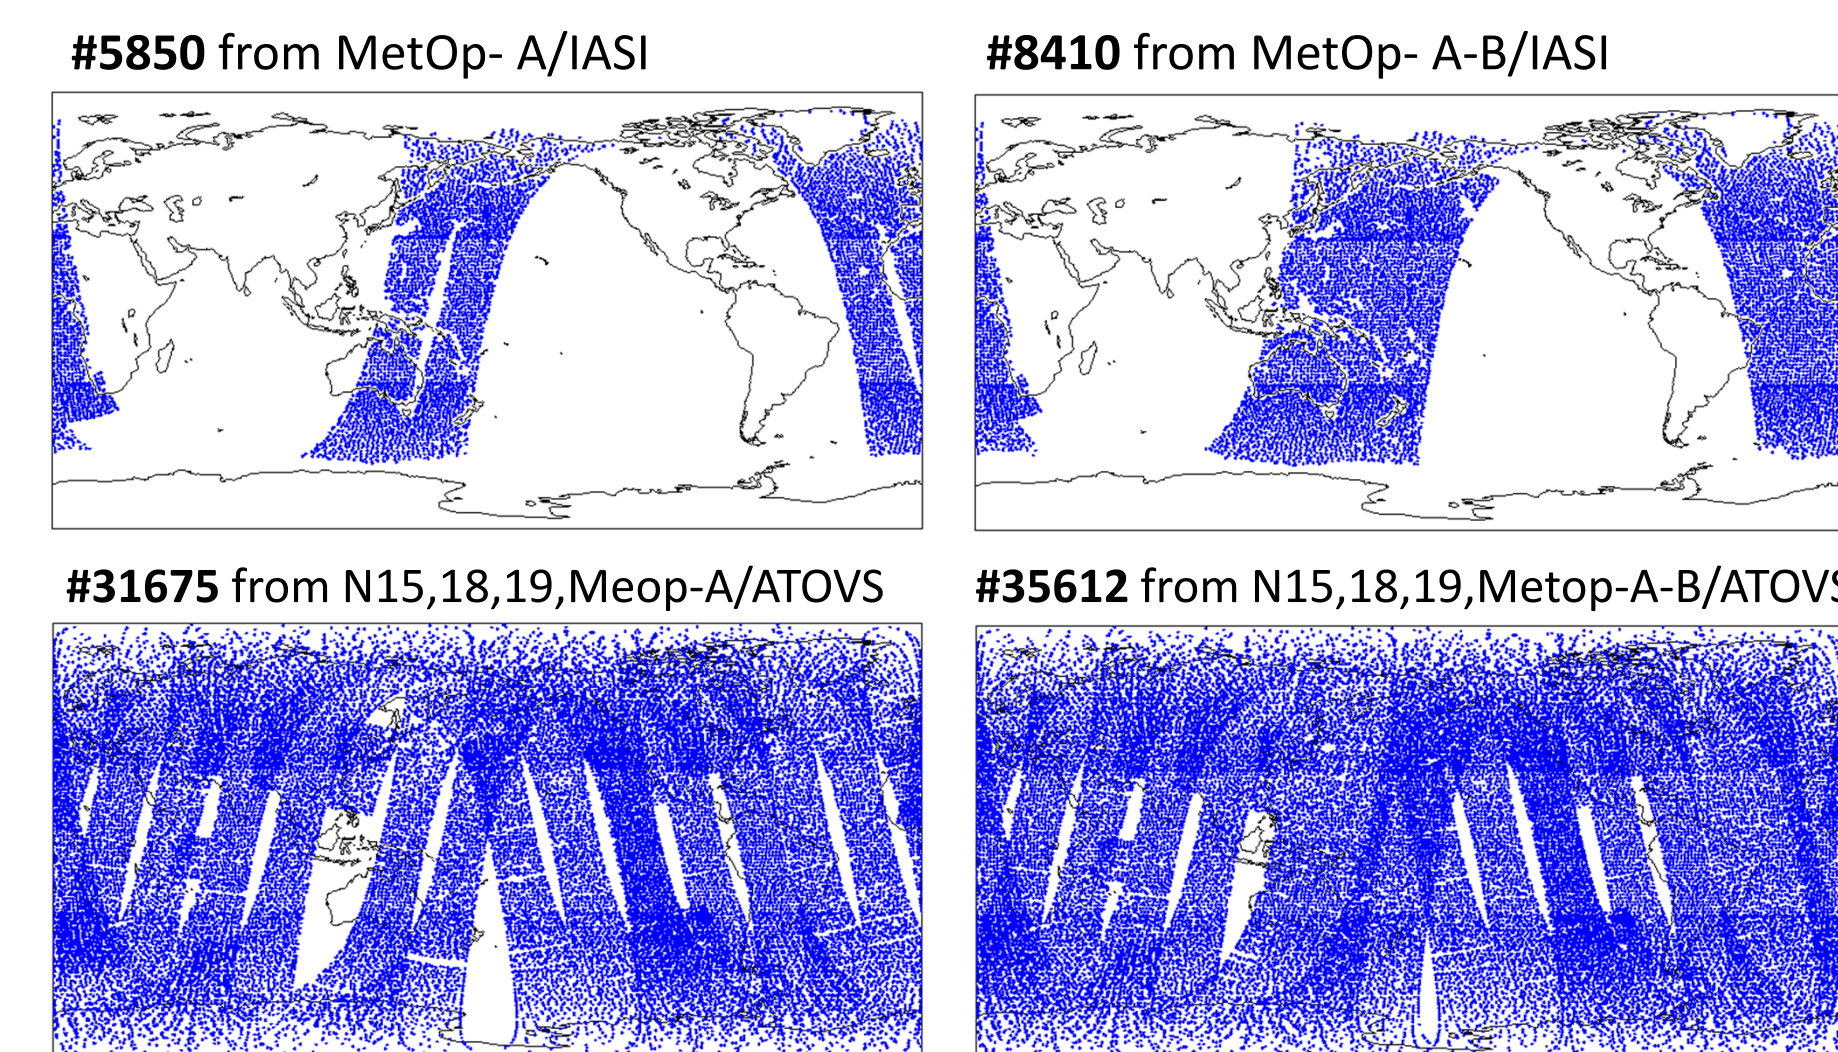 #5850 from MetOp- A/IASI
#8410 from MetOp- A-B/IASI
#31675 from N15,18,19,Meop-A/ATOVS
#35612 from N15,18,19,Metop-A-B/ATOVS